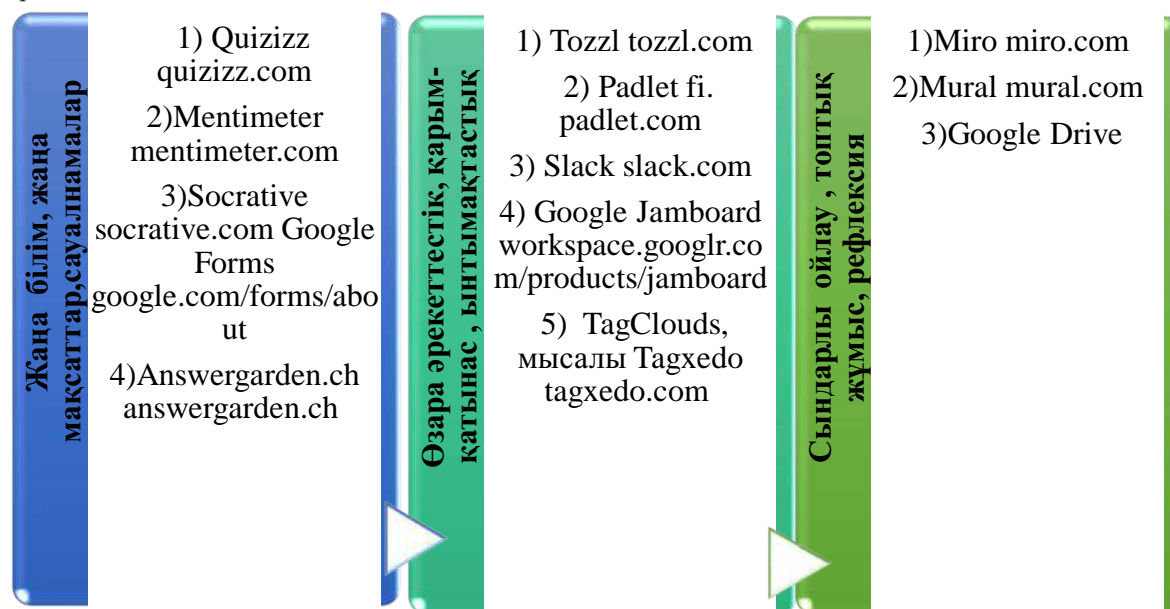 Жаңа білім, жаңа
мақсаттар,сауалнамалар
1) Quizizz
quizizz.com
2)Mentimeter
mentimeter.com
3)Socrative
socrative.com Google
Forms
google.com/forms/abo
ut
4)Answergarden.ch
answergarden.ch
Өзара әрекеттестік, қарым-
қатынас , ынтымақтастық
1) Tozzl tozzl.com
2) Padlet fi.
padlet.com
3) Slack slack.com
4) Google Jamboard
workspace.googlr.co
m/products/jamboard
5) TagClouds,
мысалы Tagxedo
tagxedo.com
Сындарлы ойлау , топтық
жұмыс, рефлексия
1)Miro miro.com
2)Mural mural.com
3)Google Drive